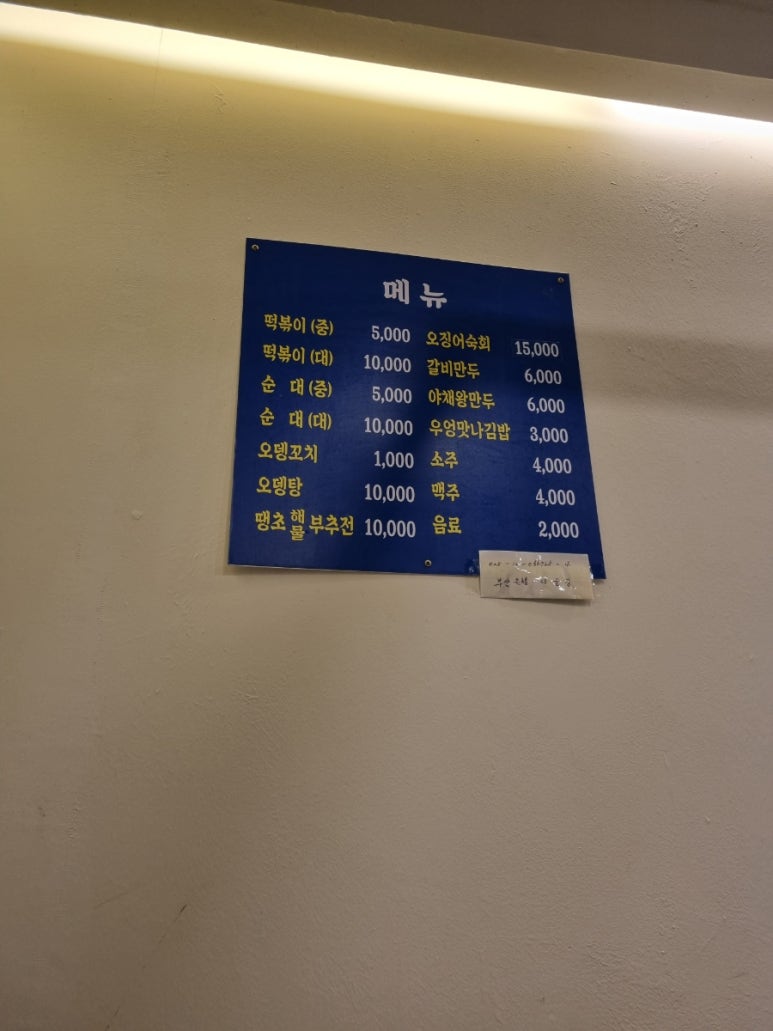 메뉴
떡볶이 (중) 5,000
떡볶이 (대) 10,000
순 대 (중) 5,000
순 대 (대) 10,000
오뎅꼬치 1,000
오뎅탕 10,000
땡초해물부추전 10,000
오징어숙회 15,000
갈비만두 6,000
야채왕만두 6,000
우엉맛나김밥 3,000
소주 4,000
맥주 4,000
음료 2,000
부산은행